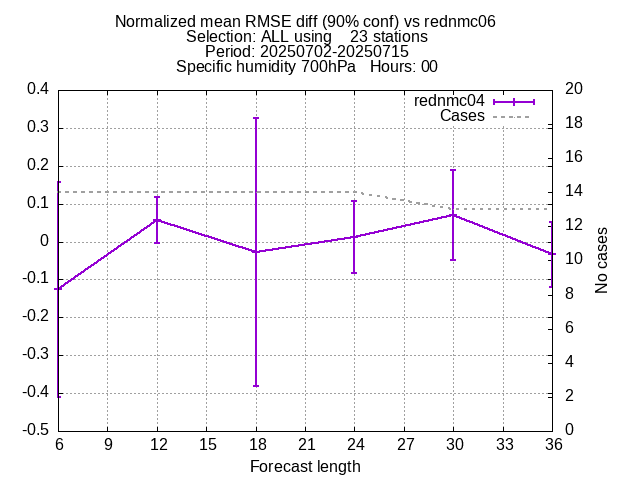 Normalized mean RMSE diff (90% conf) vs rednmc06
Selection: ALL using    23 stations
Period: 20250702-20250715
Specific humidity 700hPa   Hours: 00
rednmc04
Cases
0.4
0.3
0.2
0.1
0
-0.1
-0.2
-0.3
-0.4
-0.5
20
18
16
14
12
10
8
6
4
2
0
No cases
6 9 12 15 18 21 24 27 30 33 36
Forecast length